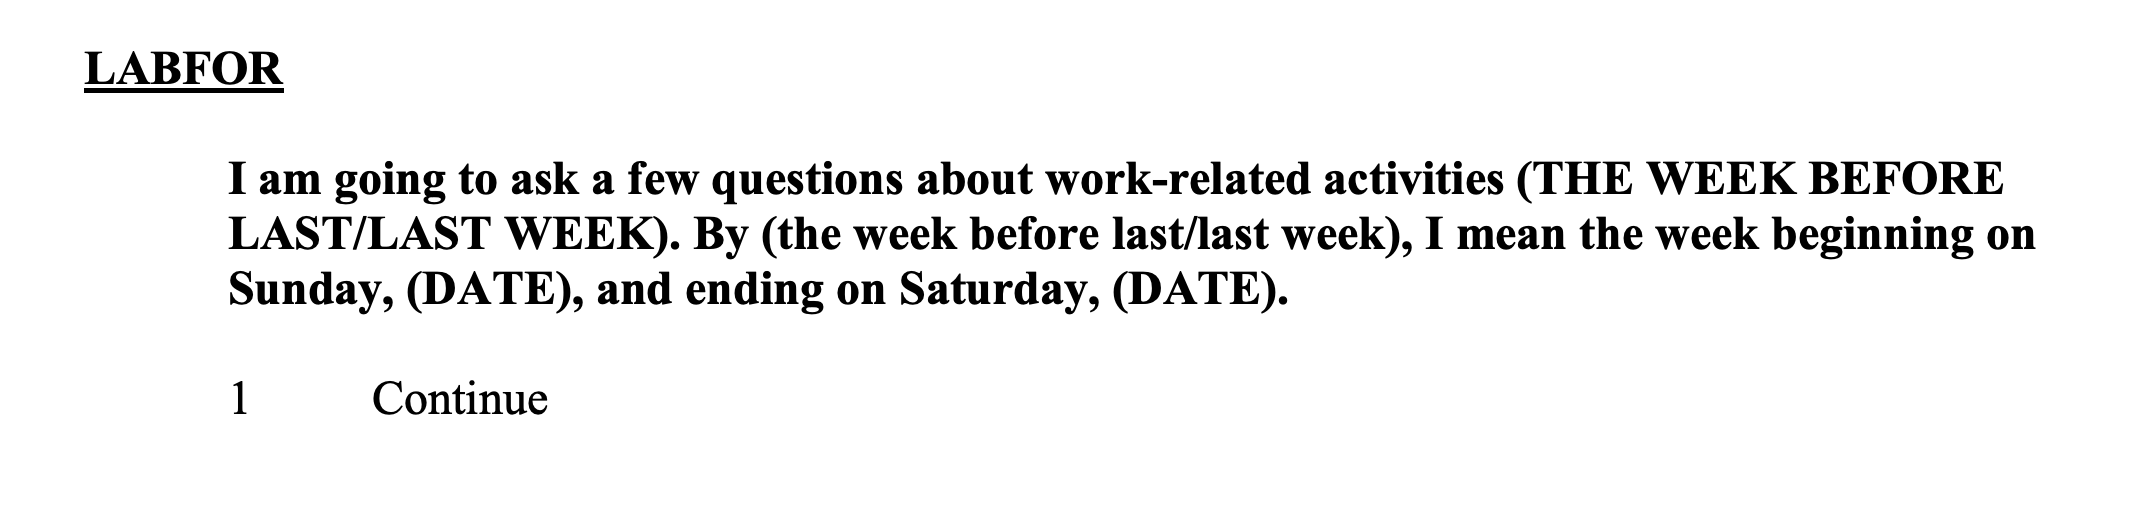 LABFOR
I am going to ask a few questions about work-related activities (THE WEEK BEFORE
LAST/LAST WEEK). By (the week before last/last week), I mean the week beginning on
Sunday, (DATE), and ending on Saturday, (DATE).
1 Continue